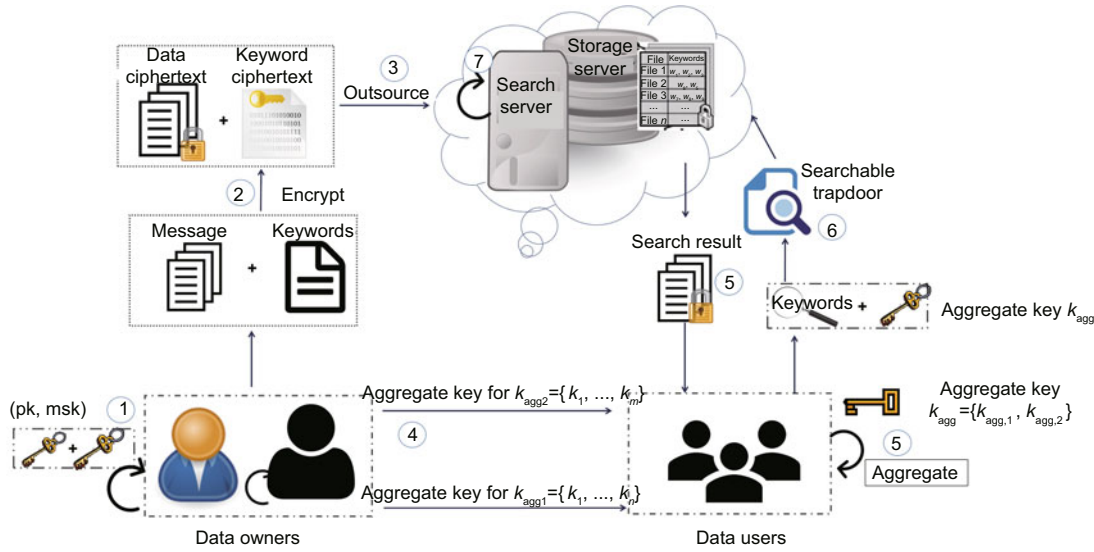 Data
ciphertext
Keyword
ciphertext
+
3
Outsource
7
Search
server
Storage
server
File Keywords
File 1
File 2
File 3
... ...
File n ...
2
Encrypt
Message
Keywords
+
Searchable
trapdoor
6
Search result
5
Keywords +
Aggregate key k_agg
(pk, msk)
1
+
Aggregate key for k_agg2={ k_1, ..., k_m}
4
Aggregate key for k_agg1={ k_1, ..., k_n}
Aggregate key
k_agg ={k_agg,1 , k_agg,2 }
5
Aggregate
Data owners
Data users